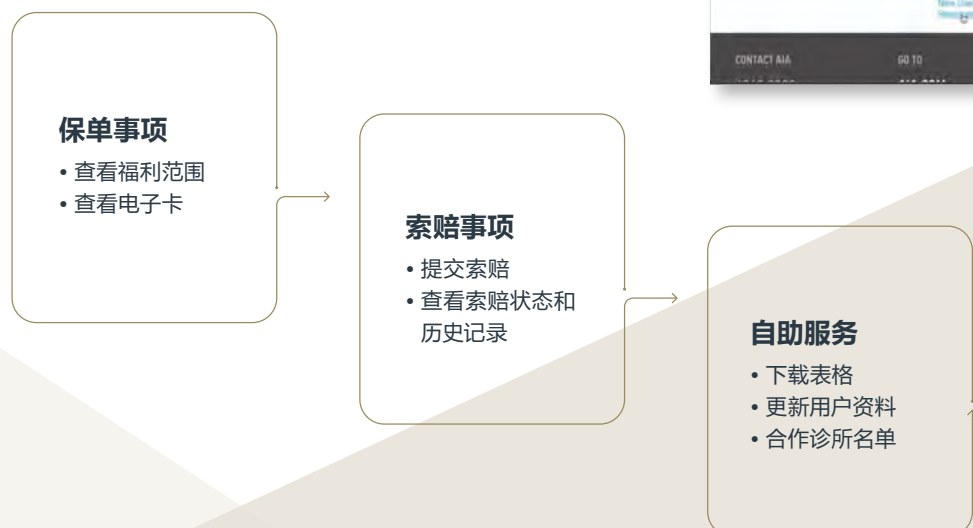 CONTACT AIA
GO TO
保单事项
• 查看福利范围
• 查看电子卡
索赔事项
• 提交索赔
• 查看索赔状态和
历史记录
自助服务
• 下载表格
• 更新用户资料
• 合作诊所名单